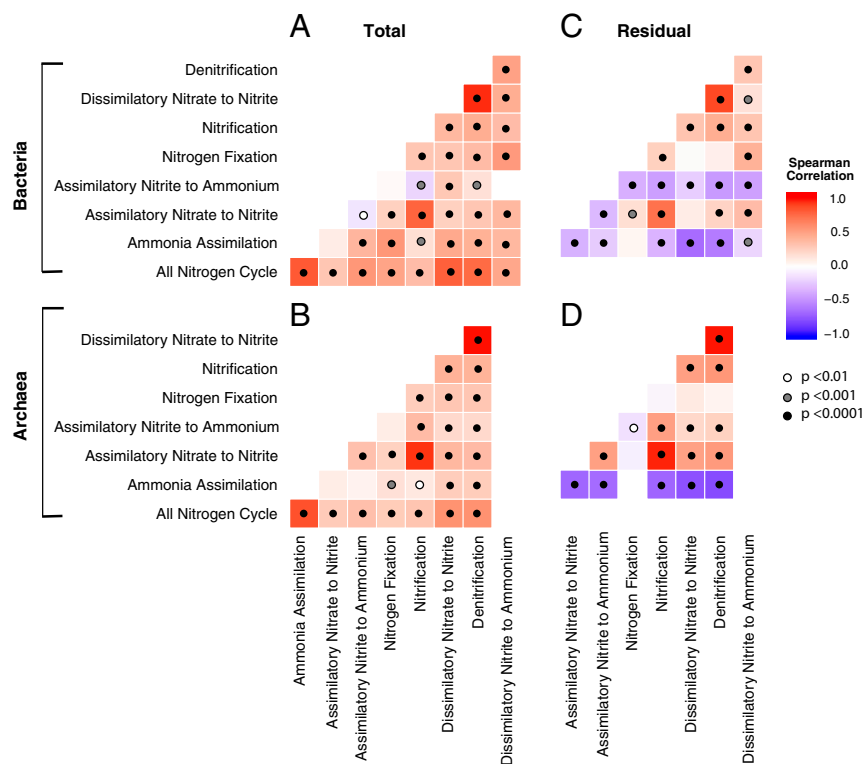 A
Total
C
Residual
Bacteria
Denitrification
Dissimilatory Nitrate to Nitrite
Nitrification
Nitrogen Fixation
Assimilatory Nitrite to Ammonium
Assimilatory Nitrate to Nitrite
Ammonia Assimilation
All Nitrogen Cycle
Spearman
Correlation
1.0
0.5
0.0
−0.5
−1.0
p <0.01
p <0.001
p <0.0001
B
D
Archaea
Dissimilatory Nitrate to Nitrite
Nitrification
Nitrogen Fixation
Assimilatory Nitrite to Ammonium
Assimilatory Nitrate to Nitrite
Ammonia Assimilation
All Nitrogen Cycle
Ammonia Assimilation
Assimilatory Nitrate to Nitrite
Assimilatory Nitrite to Ammonium
Nitrogen Fixation
Nitrification
Dissimilatory Nitrate to Nitrite
Denitrification
Dissimilatory Nitrite to Ammonium
Assimilatory Nitrate to Nitrite
Assimilatory Nitrite to Ammonium
Nitrogen Fixation
Nitrification
Dissimilatory Nitrate to Nitrite
Denitrification
Dissimilatory Nitrite to Ammonium